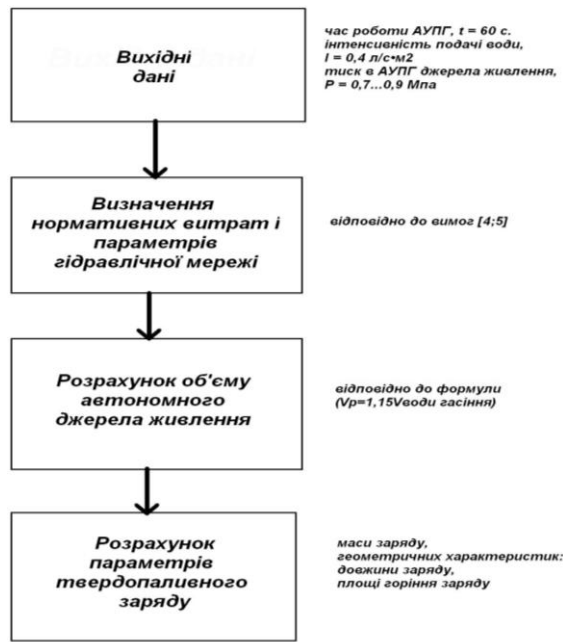 Вихідні
дані
час роботи АУПГ, t = 60 с.
інтенсивність подачі води,
I = 0,4 л/с•м2
тиск в АУПГ джерела живлення,
P = 0,7...0,9 Мпа
Визначення
нормативних витрат і
параметрів
гідравлічної мережі
відповідно до вимог [4;5]
Розрахунок об'єму
автономного
джерела живлення
відповідно до формули
(Vp=1,15Vводи гасіння)
Розрахунок
параметрів
твердопаливного
заряду
маси заряду,
геометричних характеристик:
довжини заряду,
площі горіння заряду